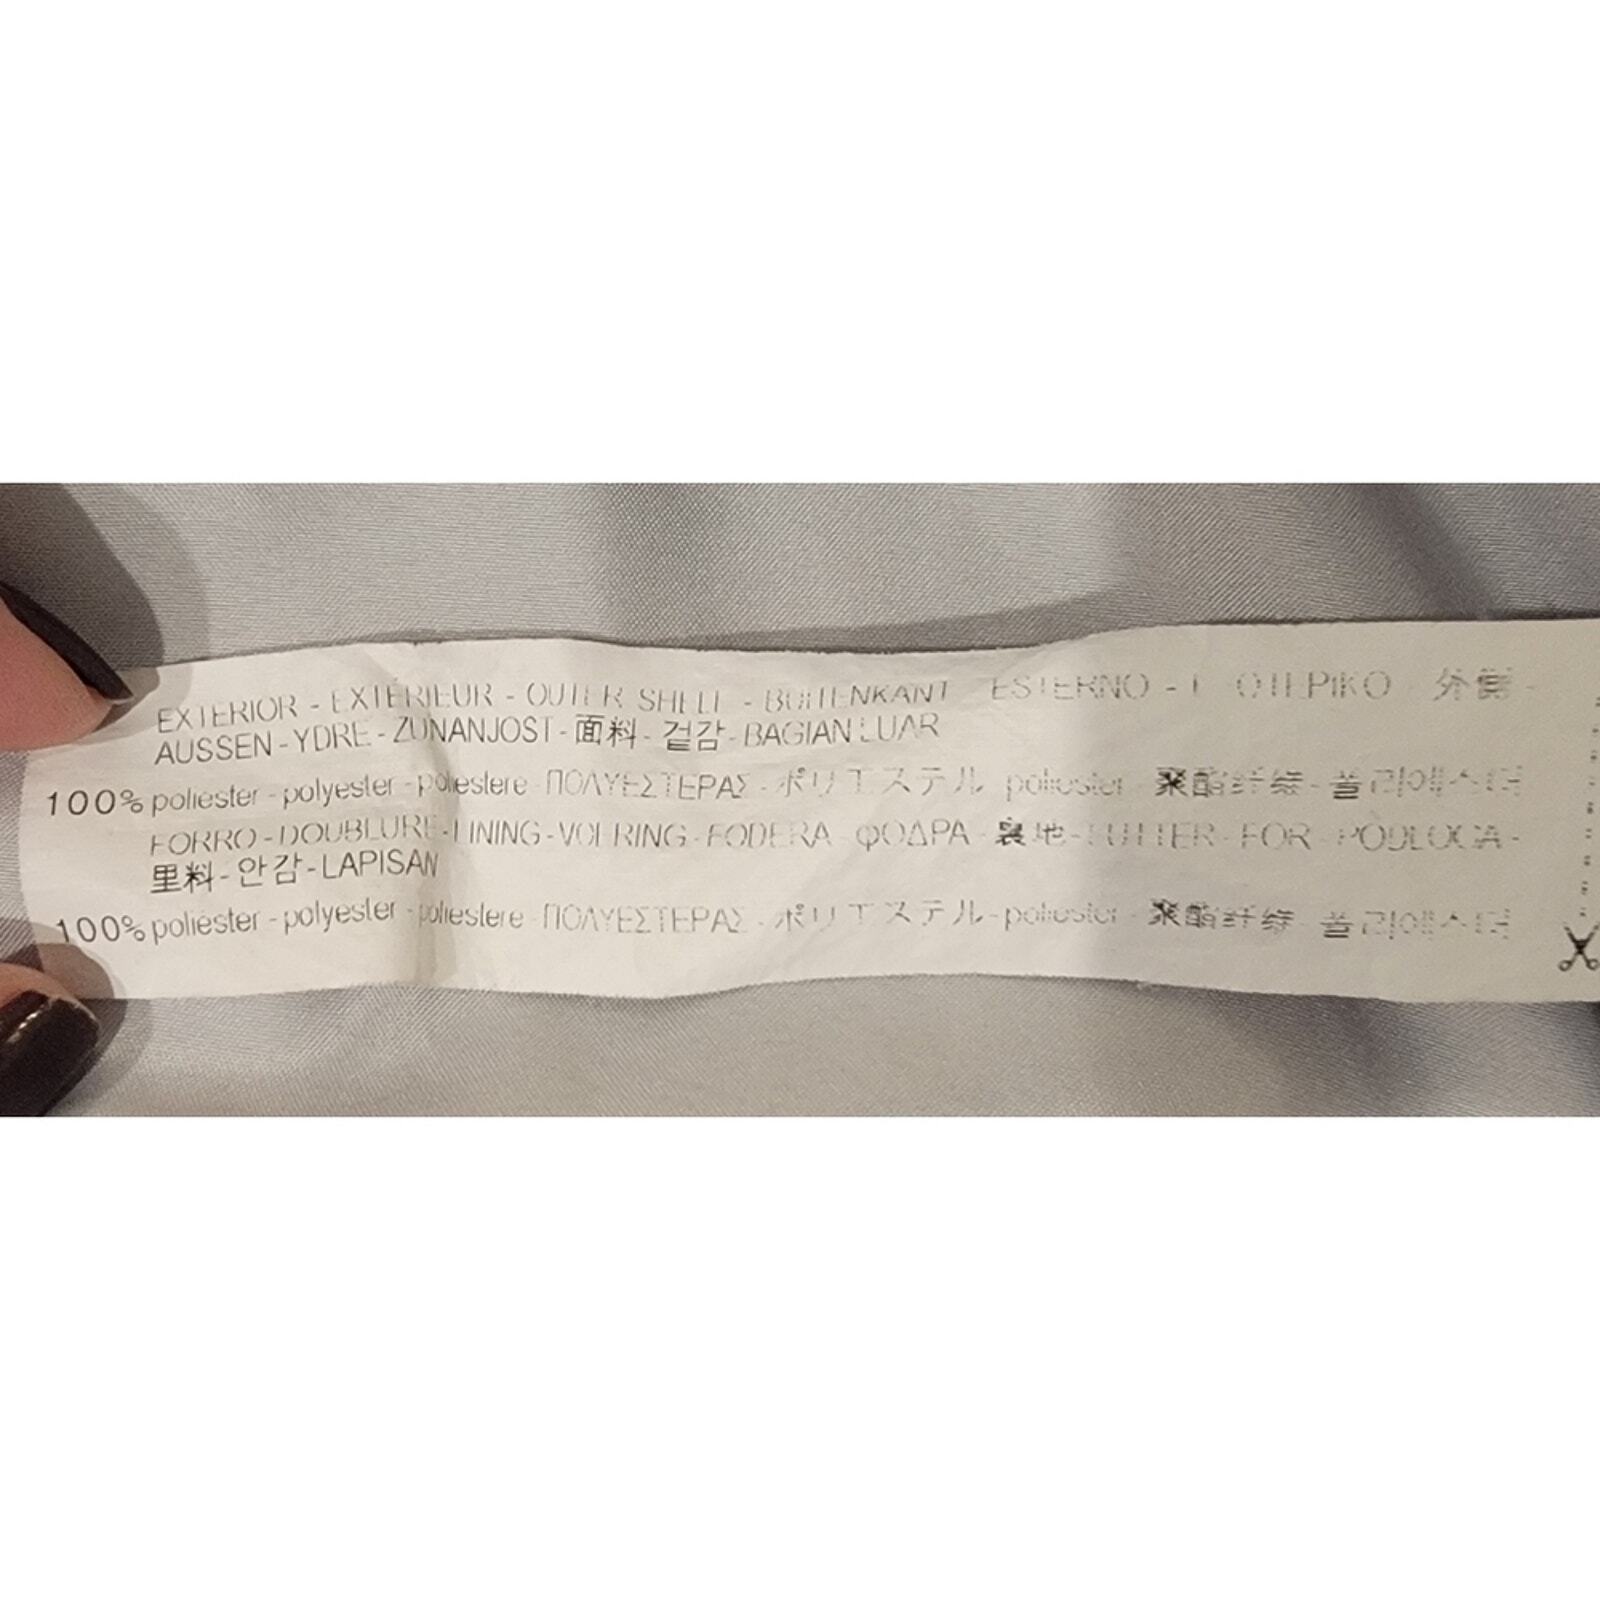 EXTERIOR - EXTÉRIEUR - OUTER SHELL - BUITENKANT ESTERNO - 外側 -
AUSSEN - YDRE - ZUNANJOST - 面料 - 겉감 - BAGIAN LUAR
100% poliester - polyester - poliestere ΠΟΛΥΕΣΤΕΡΑΣ - ポリエステル poliester 聚酯纤维 - 폴리에스터
FORRO - DOUBLURE - LINING - VOERING - FODERA - ΦΟΔΡΑ - 裏地 - FUTTER - FOR - PODLOGA -
里料 - 안감 - LAPISAN
100% poliéster - polyester - poliestere - ΠΟΛΥΕΣΤΕΡΑΣ - ポリエステル - poliester - 聚酯纤维 폴리에스터